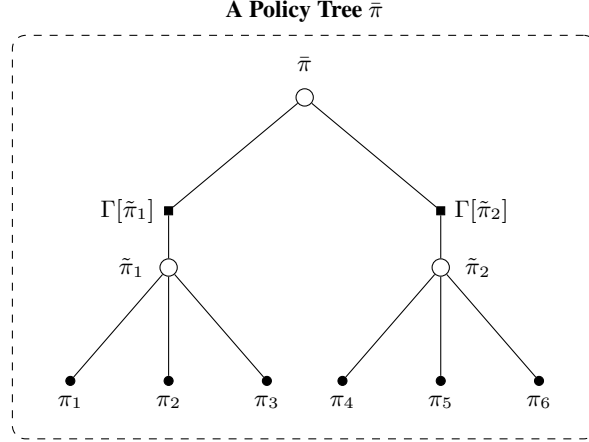 A Policy Tree π̄
π̄
Γ[π̃₁] Γ[π̃₂]
π̃₁ π̃₂
π₁ π₂ π₃ π₄ π₅ π₆